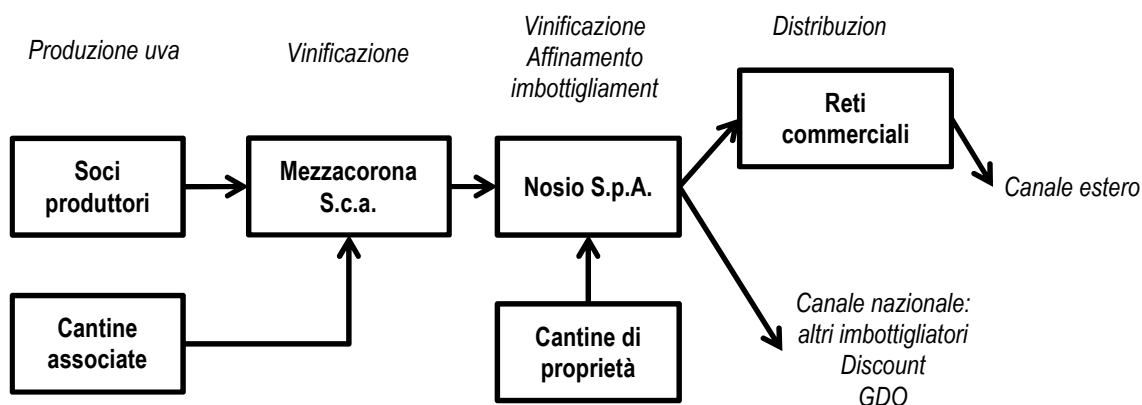 Produzione uva
Vinificazione
Vinificazione
Affinamento
imbottigliament
Distribuzion
Soci
produttori
Mezzacorona
S.c.a.
Nosio S.p.A.
Reti
commerciali
Canale estero
Cantine
associate
Cantine di
proprietà
Canale nazionale:
altri imbottigliatori
Discount
GDO